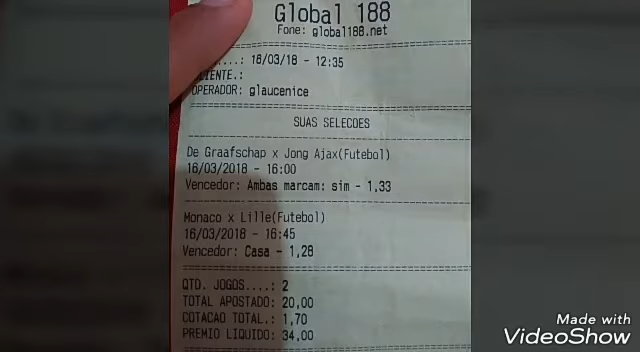 Global 188
Fone: global188.net
....: 16/03/18 - 12:35
CLIENTE.:
OPERADOR: glaucenice
SUAS SELECOES
De Graafschap x Jong Ajax(Futebol)
16/03/2018 - 16:00
Vencedor: Ambas marcam: sim - 1,33
Monaco x Lille(Futebol)
16/03/2018 - 16:45
Vencedor: Casa - 1,28
QTD. JOGOS....: 2
TOTAL APOSTADO: 20,00
COTACAO TOTAL.: 1,70
PREMIO LIQUIDO: 34,00
Made with
VideoShow